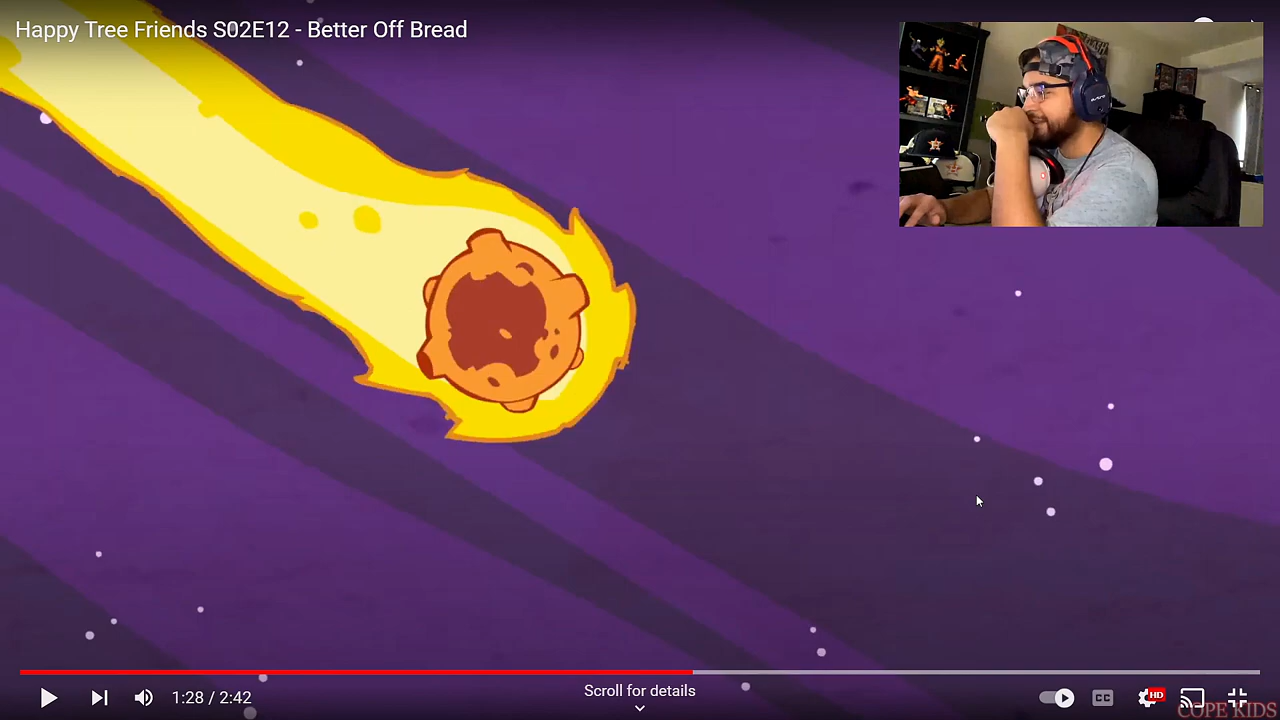 Happy Tree Friends S02E12 - Better Off Bread
1:28 / 2:42
Scroll for details
CC
HD
COPE KIDS